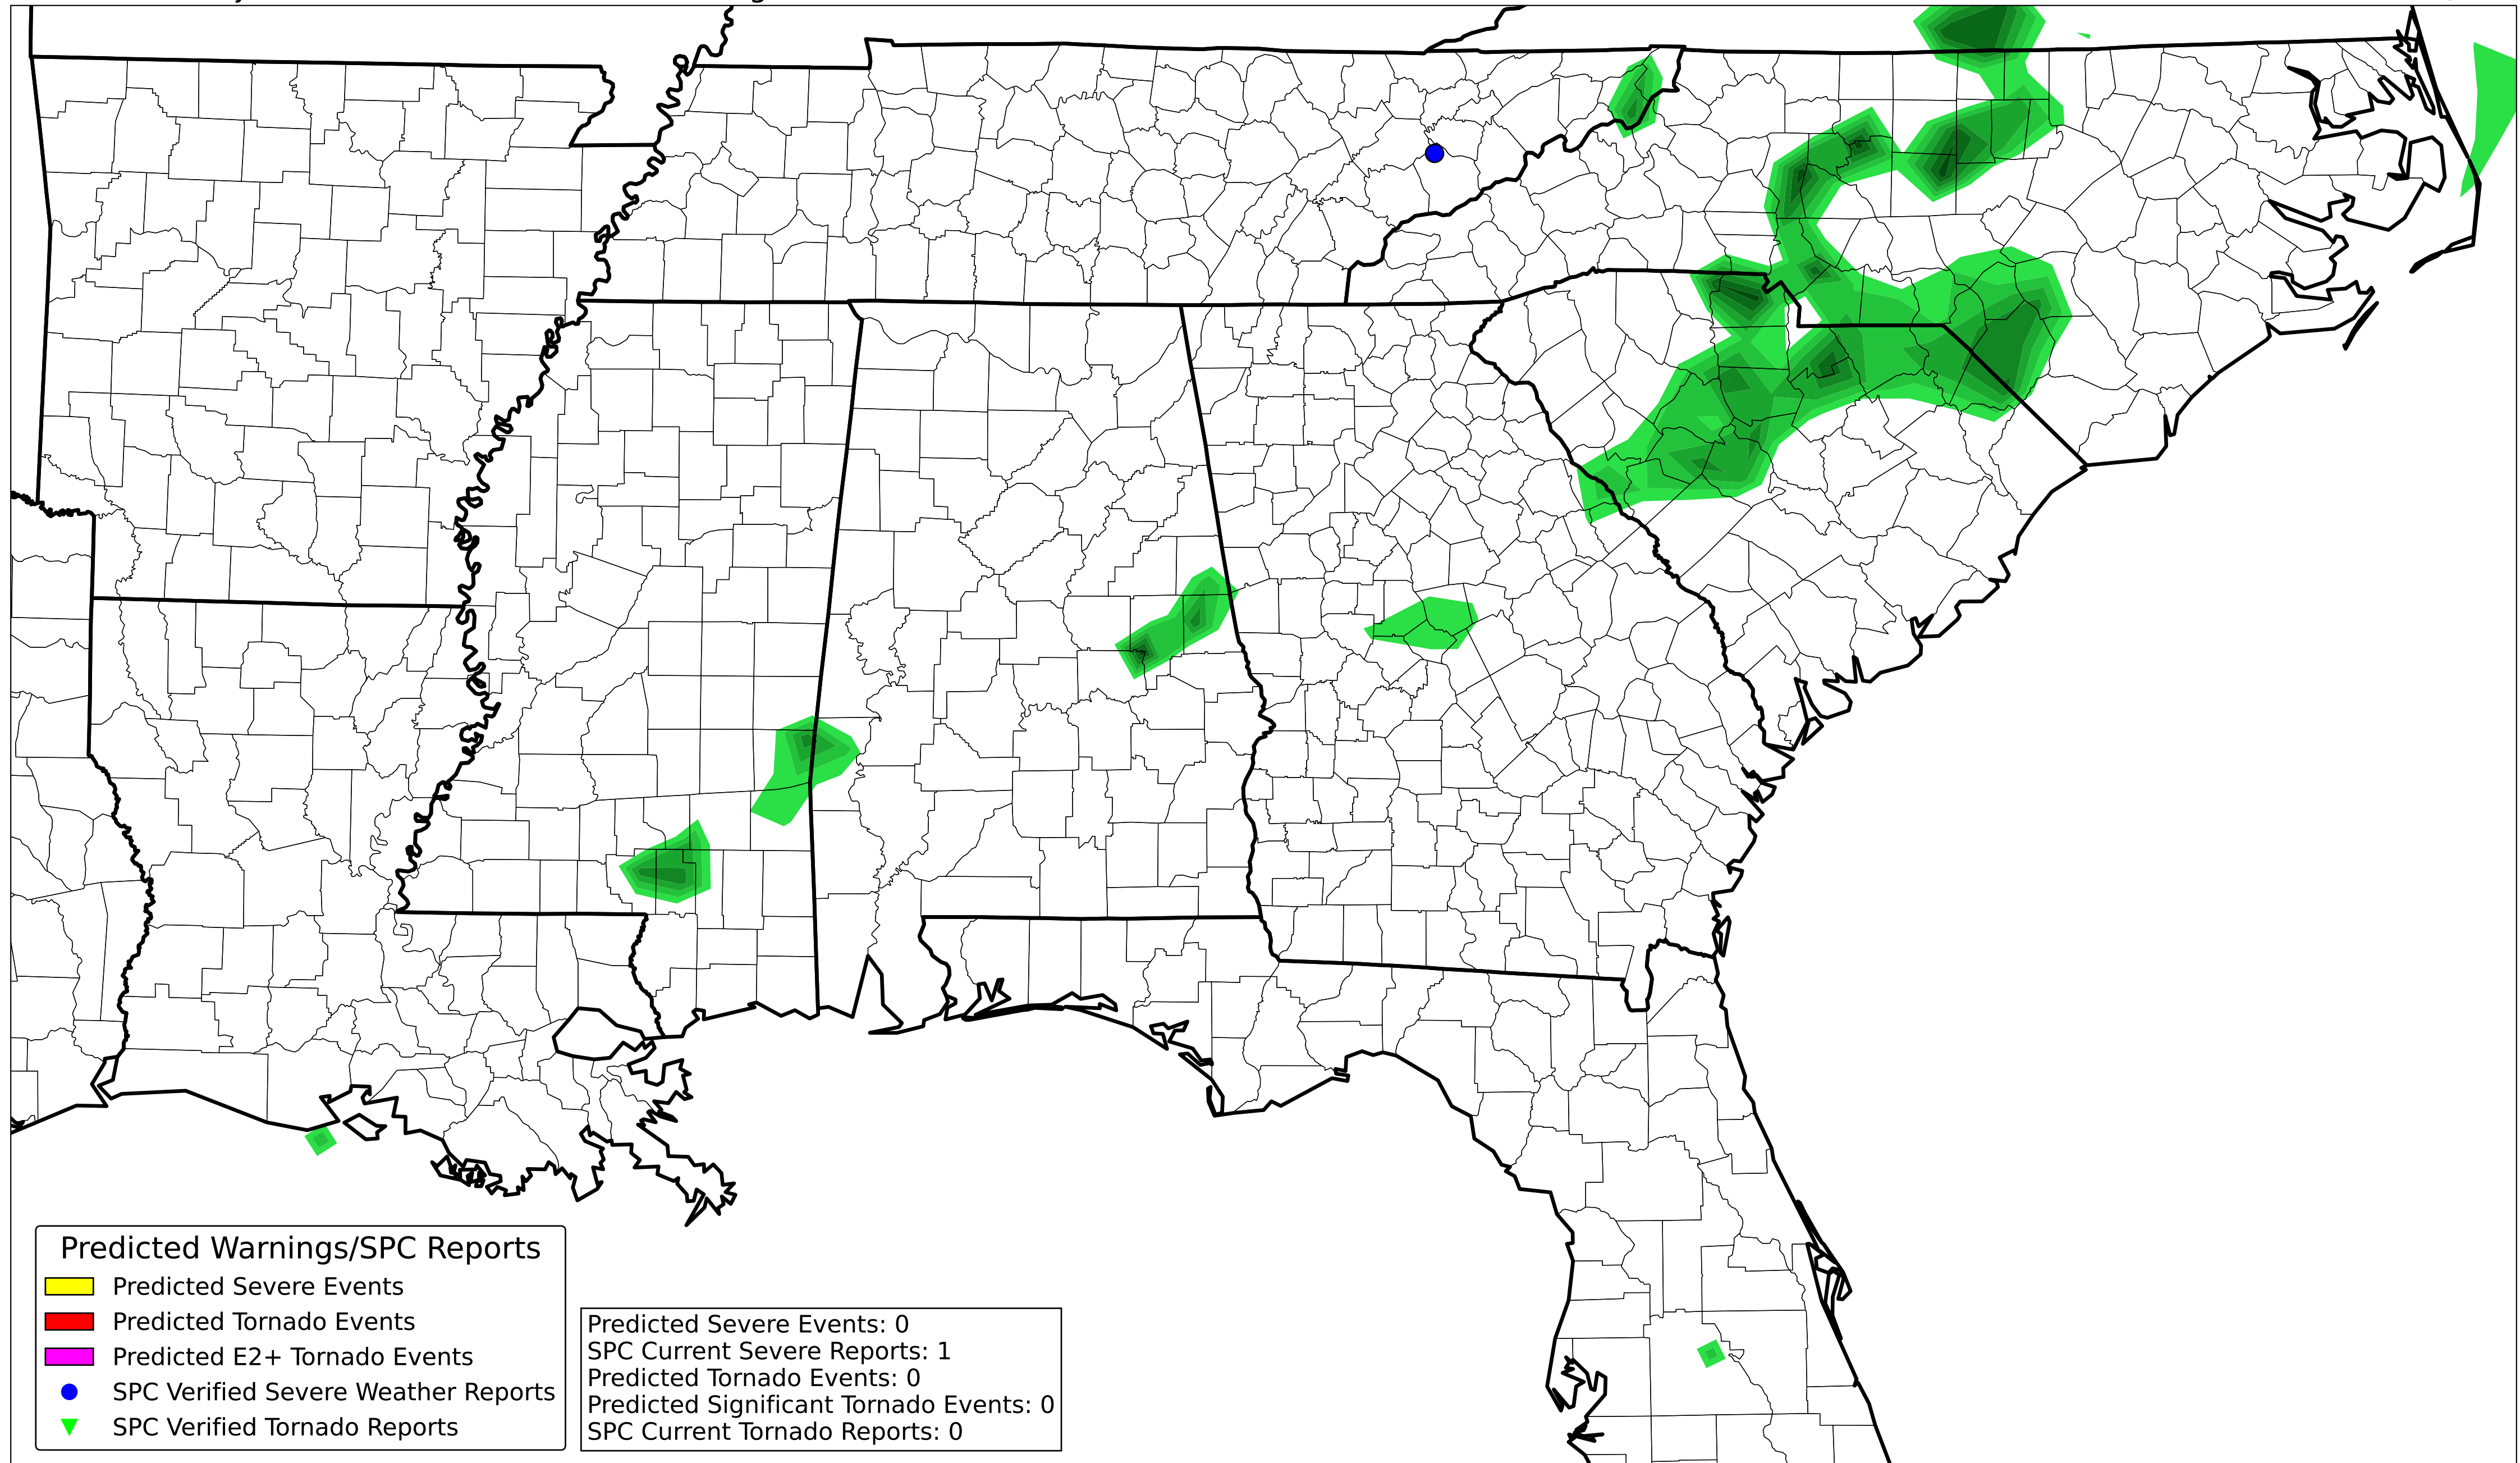 Predicted Warnings/SPC Reports
Predicted Severe Events
Predicted Tornado Events
Predicted E2+ Tornado Events
SPC Verified Severe Weather Reports
SPC Verified Tornado Reports
Predicted Severe Events: 0
SPC Current Severe Reports: 1
Predicted Tornado Events: 0
Predicted Significant Tornado Events: 0
SPC Current Tornado Reports: 0